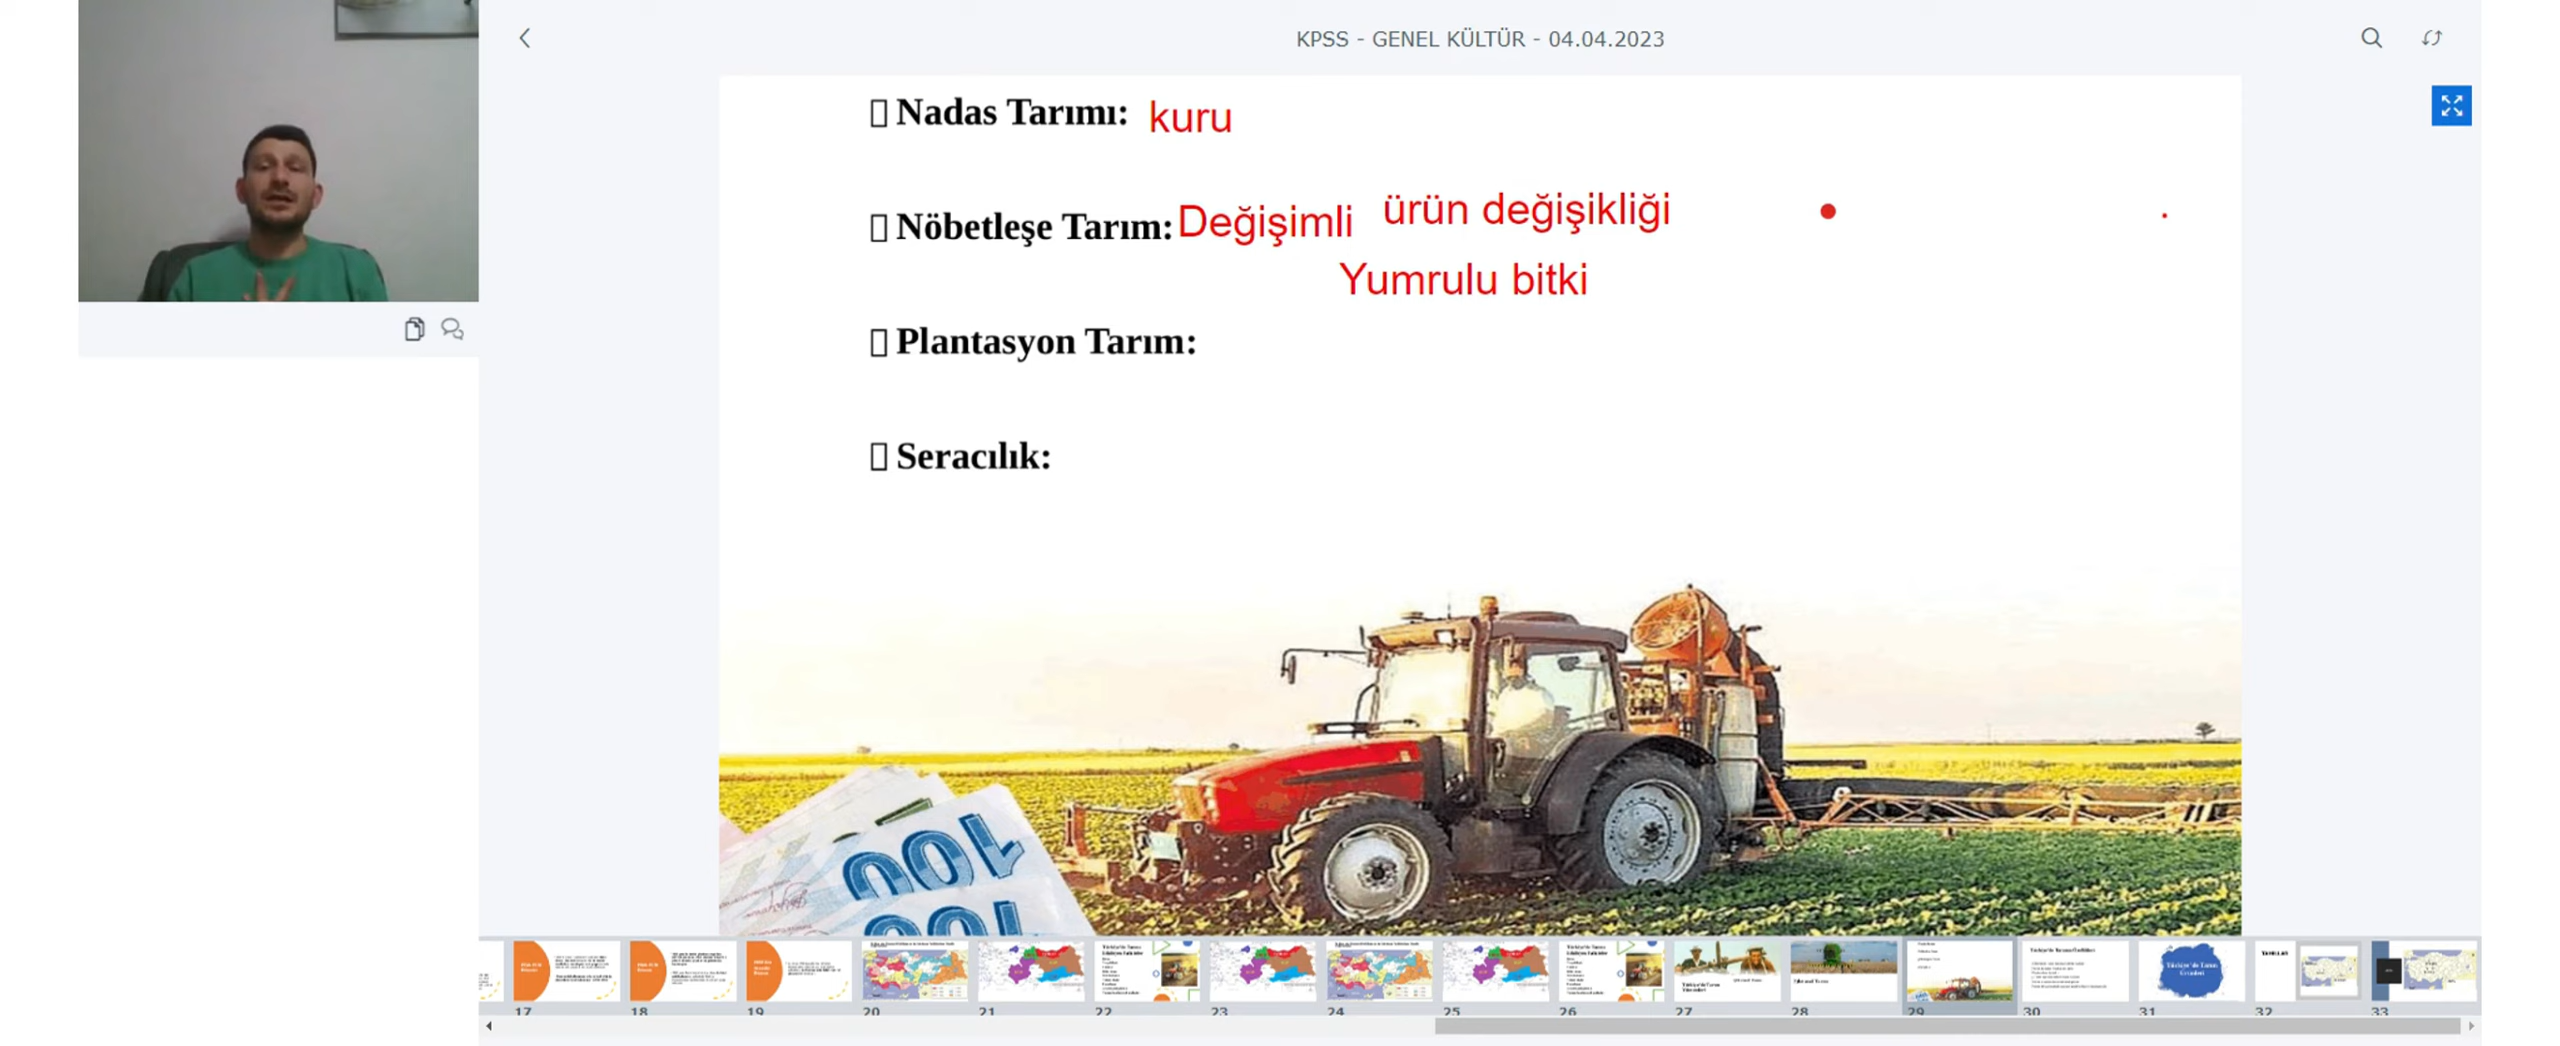 KPSS - GENEL KÜLTÜR - 04.04.2023
Nadas Tarımı: kuru
Nöbetleşe Tarım: Değişimli ürün değişikliği
Yumrulu bitki
Plantasyon Tarım:
Seracılık:
100
100
17 18 19 20 21 22 23 24 25 26 27 28 29 30 31 32 33